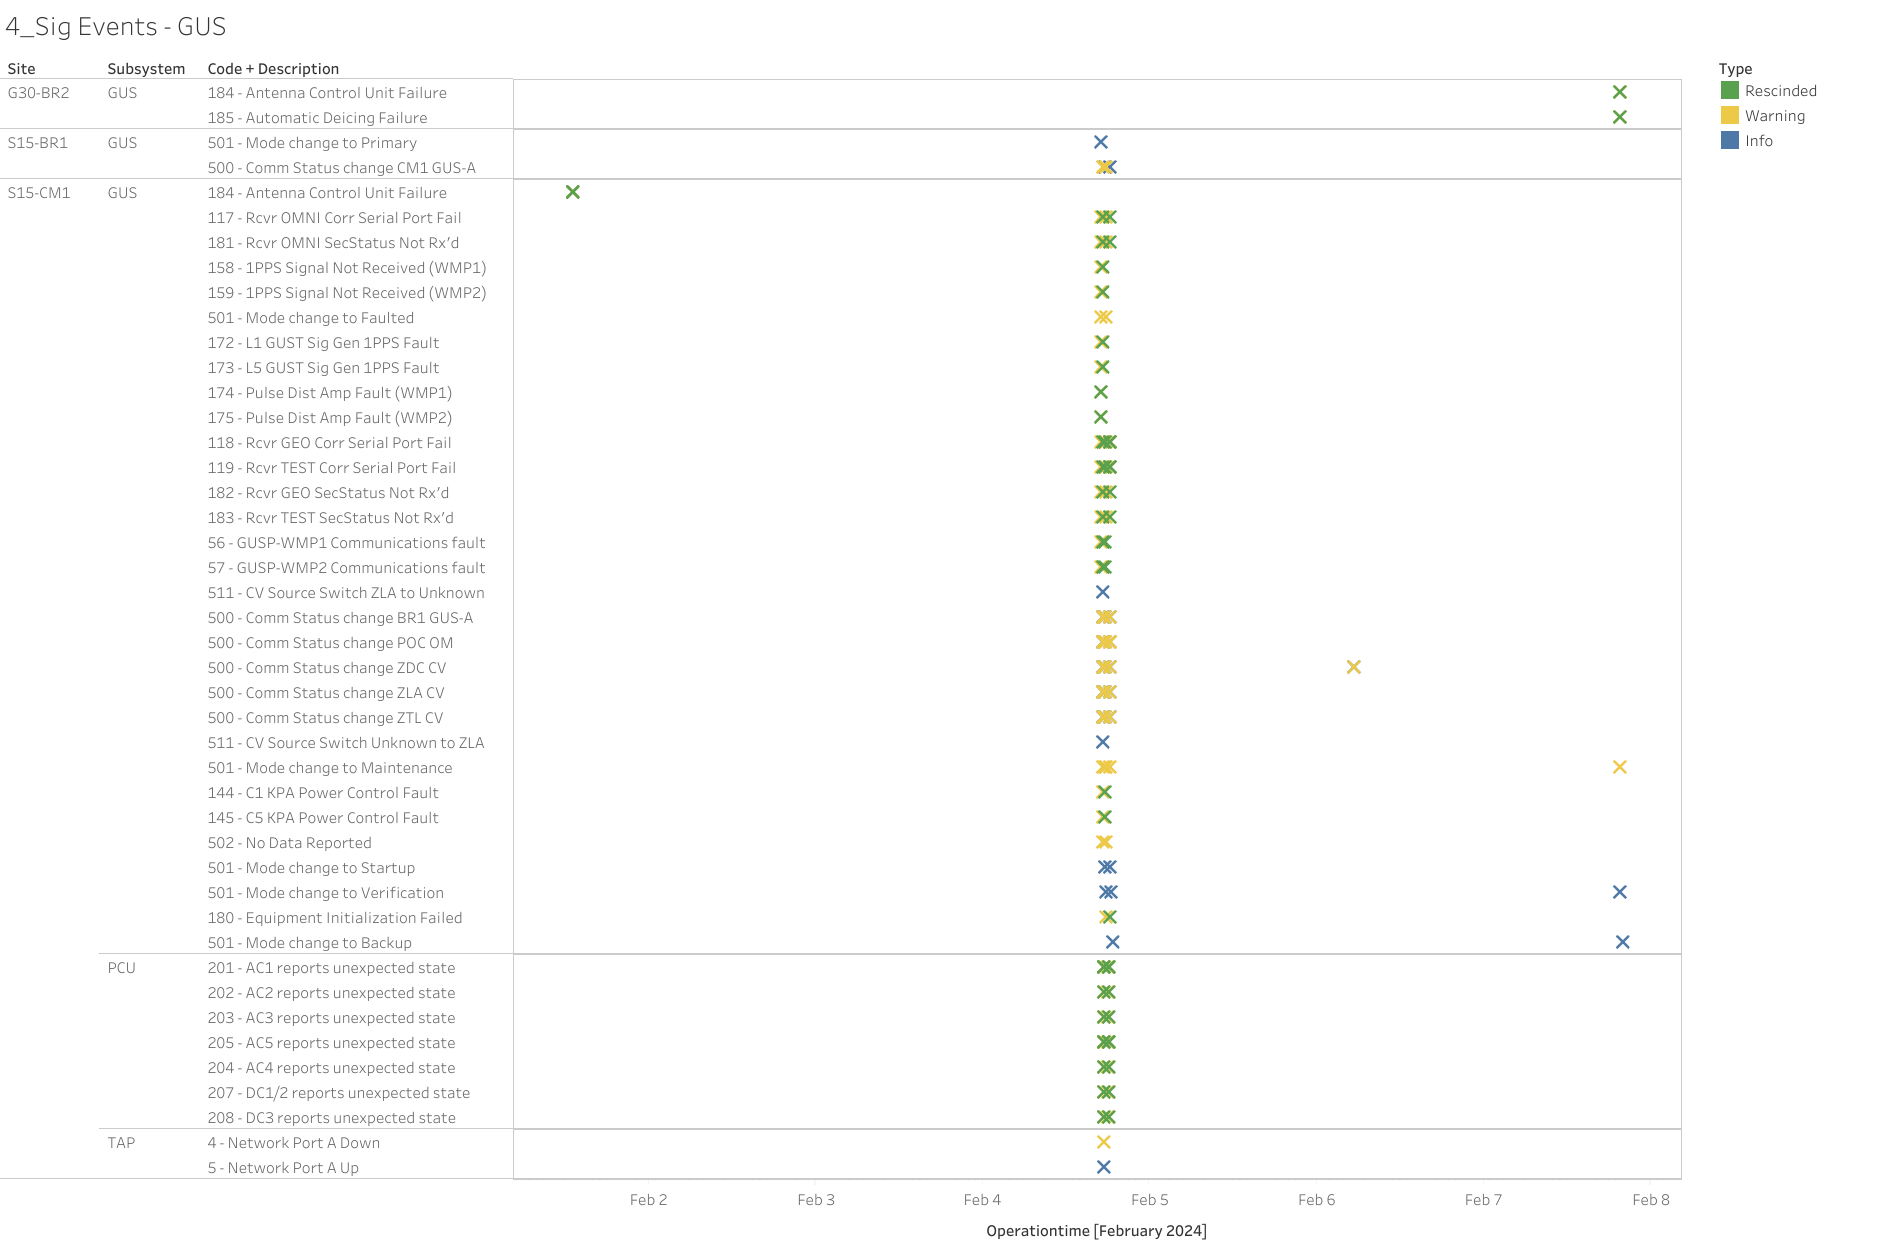 4_Sig Events - GUS
Site Subsystem Code + Description
Type
G30-BR2 GUS 184 - Antenna Control Unit Failure
Rescinded
185 - Automatic Deicing Failure
Warning
S15-BR1 GUS 501 - Mode change to Primary
Info
500 - Comm Status change CM1 GUS-A
S15-CM1 GUS 184 - Antenna Control Unit Failure
117 - Rcvr OMNI Corr Serial Port Fail
181 - Rcvr OMNI SecStatus Not Rx'd
158 - 1PPS Signal Not Received (WMP1)
159 - 1PPS Signal Not Received (WMP2)
501 - Mode change to Faulted
172 - L1 GUST Sig Gen 1PPS Fault
173 - L5 GUST Sig Gen 1PPS Fault
174 - Pulse Dist Amp Fault (WMP1)
175 - Pulse Dist Amp Fault (WMP2)
118 - Rcvr GEO Corr Serial Port Fail
119 - Rcvr TEST Corr Serial Port Fail
182 - Rcvr GEO SecStatus Not Rx'd
183 - Rcvr TEST SecStatus Not Rx'd
56 - GUSP-WMP1 Communications fault
57 - GUSP-WMP2 Communications fault
511 - CV Source Switch ZLA to Unknown
500 - Comm Status change BR1 GUS-A
500 - Comm Status change POC OM
500 - Comm Status change ZDC CV
500 - Comm Status change ZLA CV
500 - Comm Status change ZTL CV
511 - CV Source Switch Unknown to ZLA
501 - Mode change to Maintenance
144 - C1 KPA Power Control Fault
145 - C5 KPA Power Control Fault
502 - No Data Reported
501 - Mode change to Startup
501 - Mode change to Verification
180 - Equipment Initialization Failed
501 - Mode change to Backup
PCU 201 - AC1 reports unexpected state
202 - AC2 reports unexpected state
203 - AC3 reports unexpected state
205 - AC5 reports unexpected state
204 - AC4 reports unexpected state
207 - DC1/2 reports unexpected state
208 - DC3 reports unexpected state
TAP 4 - Network Port A Down
5 - Network Port A Up
Feb 2 Feb 3 Feb 4 Feb 5 Feb 6 Feb 7 Feb 8
Operationtime [February 2024]